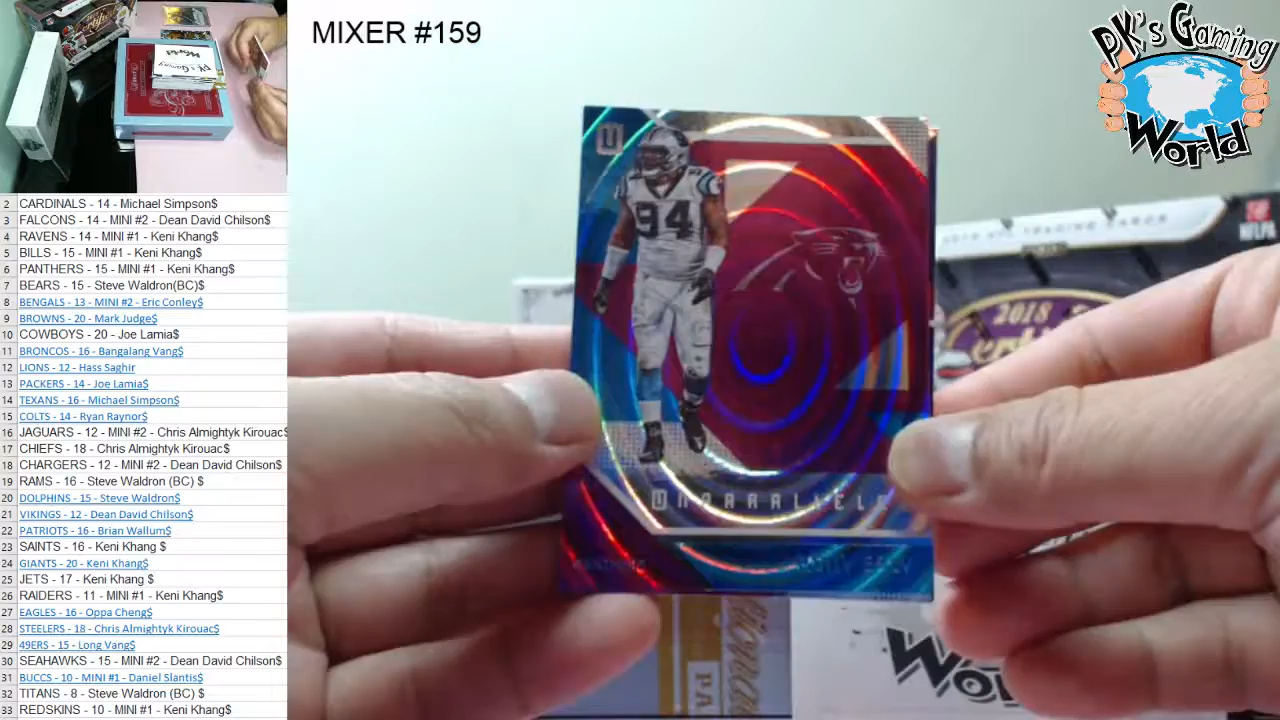 MIXER #159
PK's Gaming
World
2 CARDINALS - 14 - Michael Simpson$
3 FALCONS - 14 - MINI #2 - Dean David Chilson$
4 RAVENS - 14 - MINI #1 - Keni Khang$
5 BILLS - 15 - MINI #1 - Keni Khang$
6 PANTHERS - 15 - MINI #1 - Keni Khang$
7 BEARS - 15 - Steve Waldron(BC)$
8 BENGALS - 13 - MINI #2 - Eric Conley$
9 BROWNS - 20 - Mark Judge$
10 COWBOYS - 20 - Joe Lamia$
11 BRONCOS - 16 - Bangalang Vang$
12 LIONS - 12 - Hass Saghir
13 PACKERS - 14 - Joe Lamia$
14 TEXANS - 16 - Michael Simpson$
15 COLTS - 14 - Ryan Raynor$
16 JAGUARS - 12 - MINI #2 - Chris Almightyk Kirouac$
17 CHIEFS - 18 - Chris Almightyk Kirouac$
18 CHARGERS - 12 - MINI #2 - Dean David Chilson$
19 RAMS - 16 - Steve Waldron (BC) $
20 DOLPHINS - 15 - Steve Waldron$
21 VIKINGS - 12 - Dean David Chilson$
22 PATRIOTS - 16 - Brian Wallum$
23 SAINTS - 16 - Keni Khang $
24 GIANTS - 20 - Keni Khang$
25 JETS - 17 - Keni Khang $
26 RAIDERS - 11 - MINI #1 - Keni Khang$
27 EAGLES - 16 - Oppa Cheng$
28 STEELERS - 18 - Chris Almightyk Kirouac$
29 49ERS - 15 - Long Vang$
30 SEAHAWKS - 15 - MINI #2 - Dean David Chilson$
31 BUCCS - 10 - MINI #1 - Daniel Slantis$
32 TITANS - 8 - Steve Waldron (BC) $
33 REDSKINS - 10 - MINI #1 - Keni Khang$
U
94
UNPARALLELED
2018
NFLPA
PA
World
PK's Gaming
World